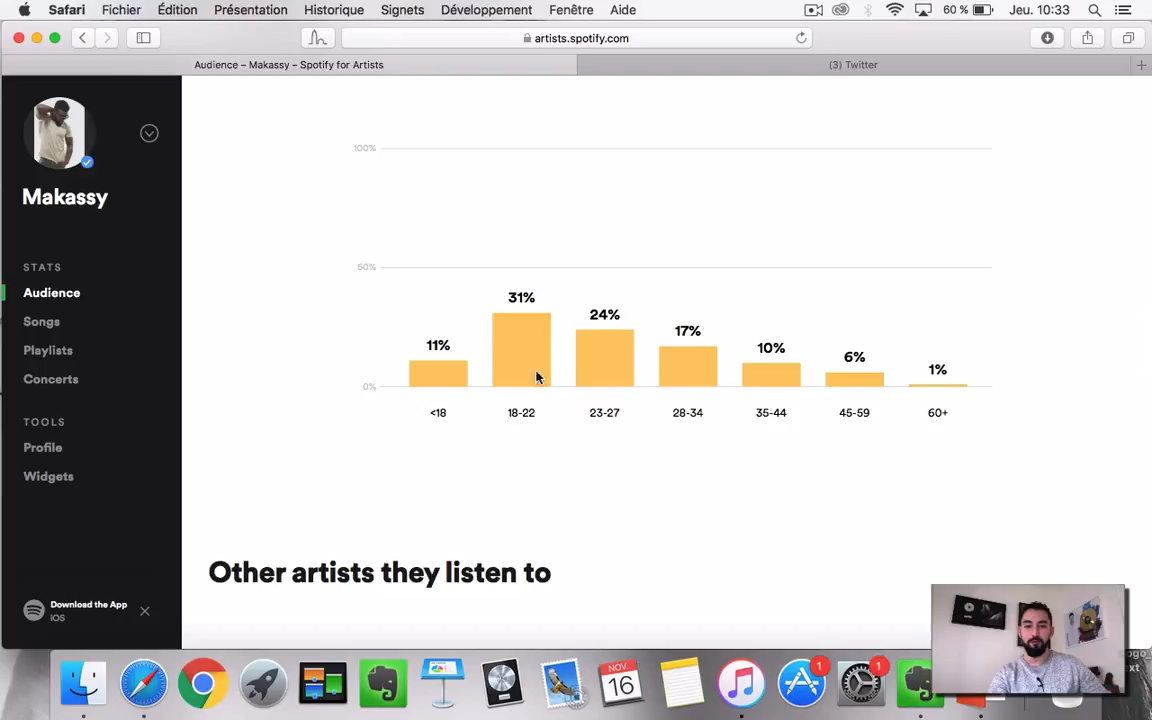 Safari Fichier Édition Présentation Historique Signets Développement Fenêtre Aide 60 % Jeu. 10:33
artists.spotify.com
Audience – Makassy – Spotify for Artists
(3) Twitter
Makassy
STATS
Audience
Songs
Playlists
Concerts
TOOLS
Profile
Widgets
Download the App
iOS
100%
50%
0%
11% 31% 24% 17% 10% 6% 1%
<18 18-22 23-27 28-34 35-44 45-59 60+
Other artists they listen to
NOV.
16
1
1